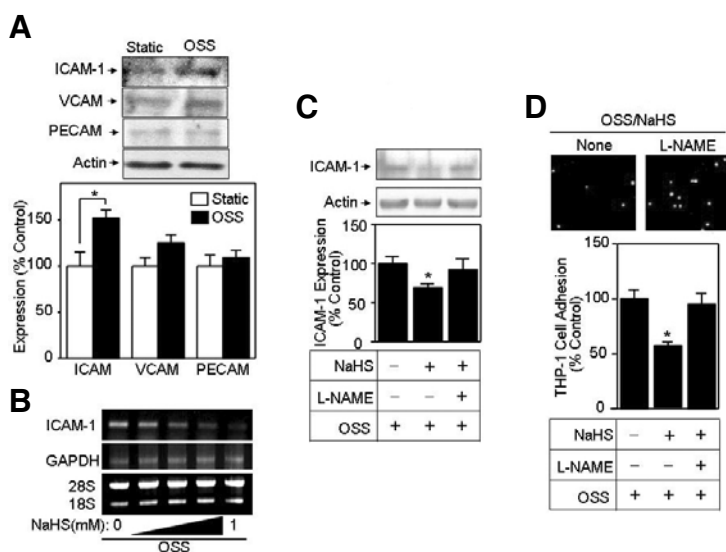 A
Static OSS
ICAM-1
VCAM
PECAM
Actin
Expression (% Control)
150
100
50
0
*
Static
OSS
ICAM VCAM PECAM
B
ICAM-1
GAPDH
28S
18S
NaHS(mM): 0 1
OSS
C
ICAM-1
Actin
ICAM-1 Expression
(% Control)
150
100
50
0
*
NaHS – + +
L-NAME +
OSS + + +
D
OSS/NaHS
None L-NAME
THP-1 Cell Adhesion
(% Control)
150
100
50
0
*
NaHS – + +
L-NAME +
OSS + + +